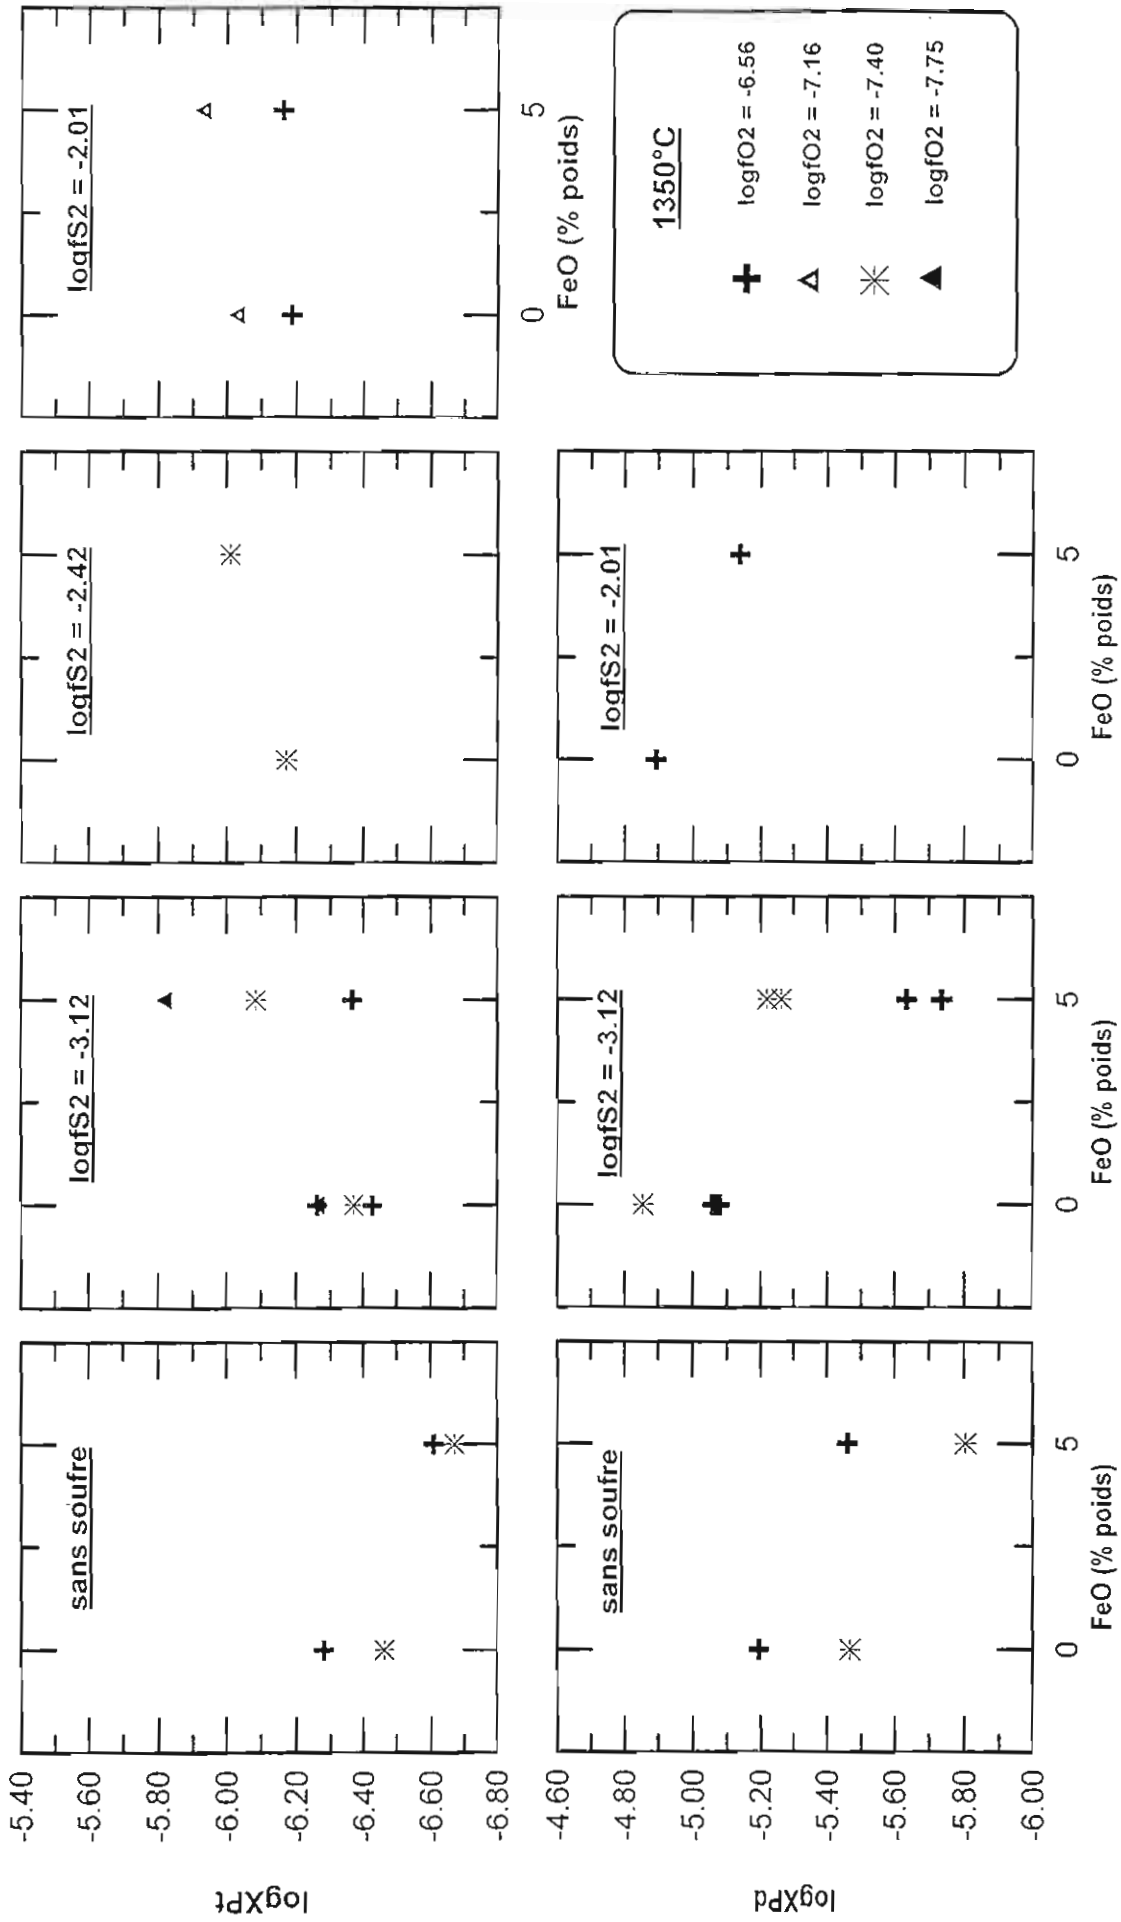 logXPt
-5.40
-5.60
-5.80
-6.00
-6.20
-6.40
-6.60
-6.80
sans soufre
logfS2 = -3.12
logfS2 = -2.42
logfS2 = -2.01
0
5
FeO (% poids)
logXPd
-4.60
-4.80
-5.00
-5.20
-5.40
-5.60
-5.80
-6.00
sans soufre
0
5
FeO (% poids)
logfS2 = -3.12
0
5
FeO (% poids)
logfS2 = -2.01
0
5
FeO (% poids)
1350°C
logfO2 = -6.56
logfO2 = -7.16
logfO2 = -7.40
logfO2 = -7.75